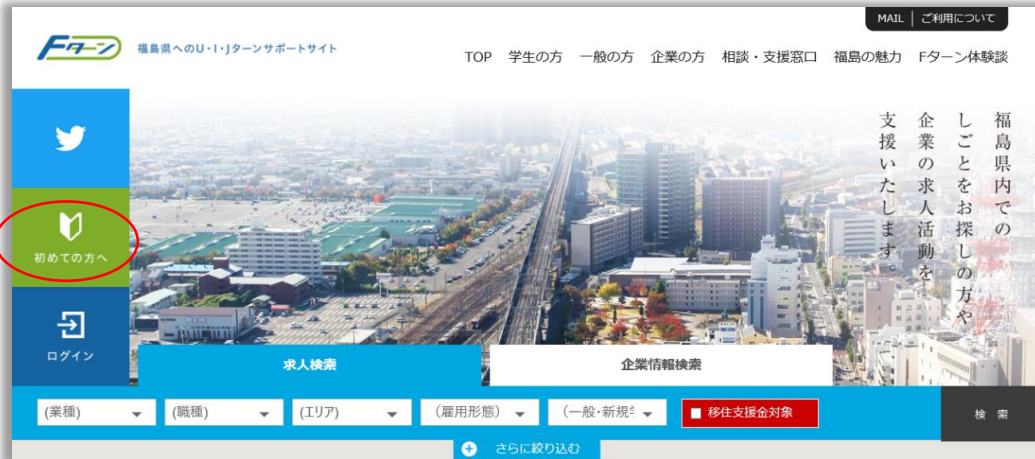 MAIL | ご利用について
Fターン 福島県へのU・I・Jターンサポートサイト
TOP 学生の方 一般の方 企業の方 相談・支援窓口 福島の魅力 Fターン体験談
福島県内での
しごとをお探しの方や
企業の求人活動を
支援いたします。
初めての方へ
ログイン
求人検索 企業情報検索
(業種) (職種) (エリア) (雇用形態) (一般・新規
移住支援金対象 検索
さらに絞り込む